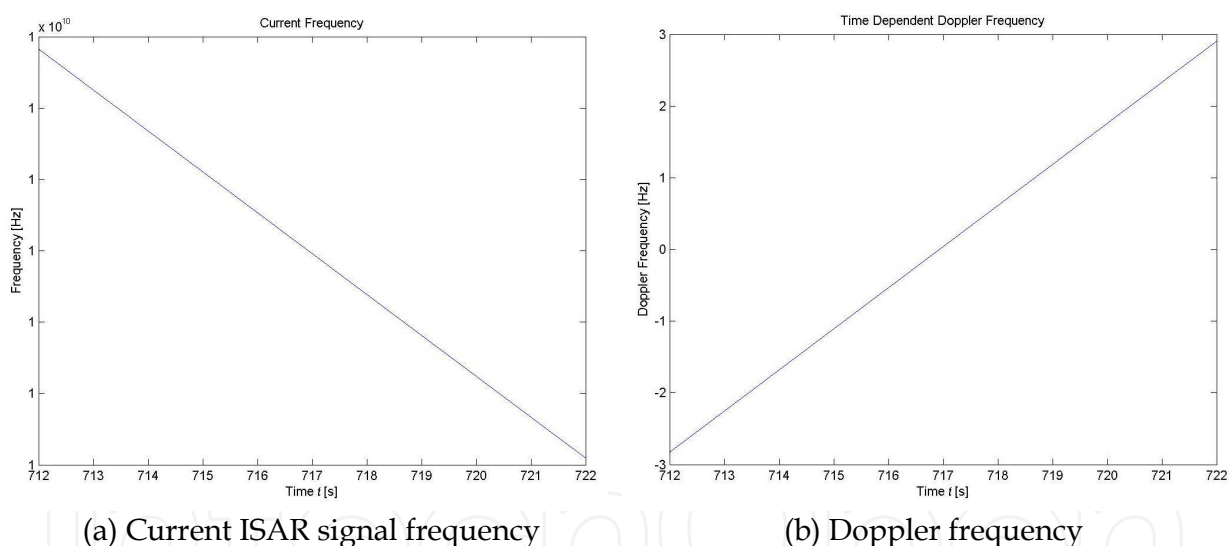 Current Frequency
1 x 10^10
1
1
1
1
1
1
712 713 714 715 716 717 718 719 720 721 722
Frequency [Hz]
Time t [s]
(a) Current ISAR signal frequency
Time Dependent Doppler Frequency
3
2
1
0
-1
-2
-3
712 713 714 715 716 717 718 719 720 721 722
Doppler Frequency [Hz]
Time t [s]
(b) Doppler frequency